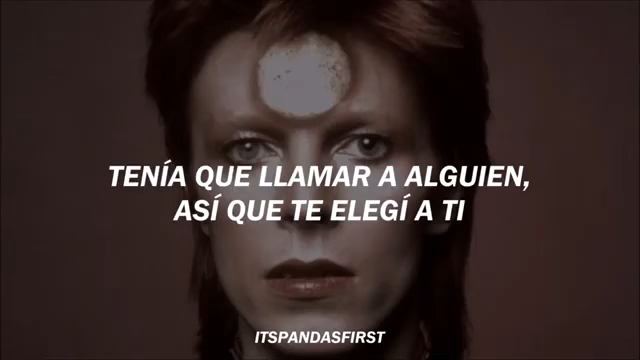 TENÍA QUE LLAMAR A ALGUIEN,
ASÍ QUE TE ELEGÍ A TI
ITSPANDASFIRST